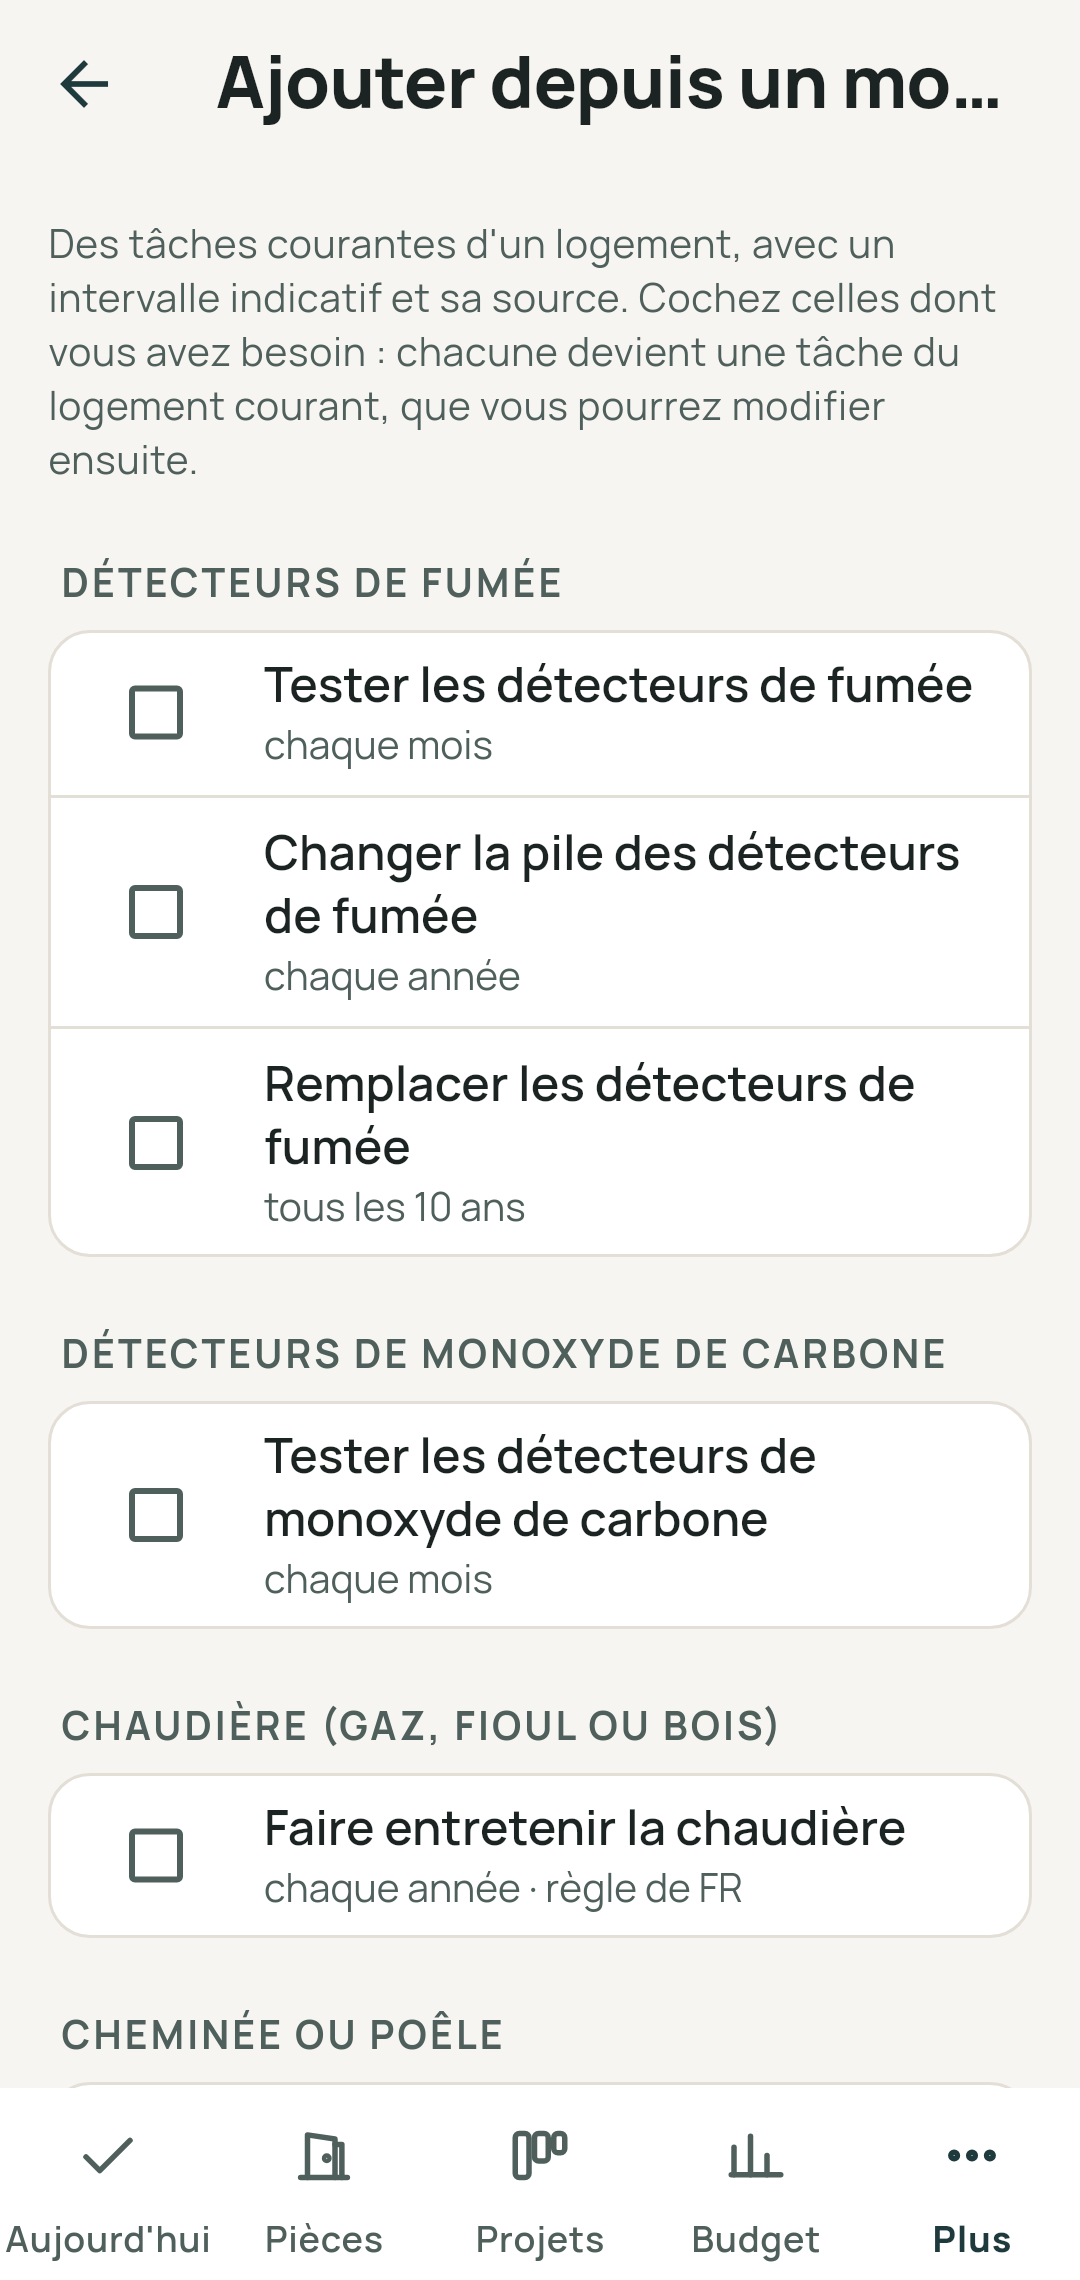 Ajouter depuis un mo...
Des tâches courantes d'un logement, avec un
intervalle indicatif et sa source. Cochez celles dont
vous avez besoin : chacune devient une tâche du
logement courant, que vous pourrez modifier
ensuite.
DÉTECTEURS DE FUMÉE
Tester les détecteurs de fumée
chaque mois
Changer la pile des détecteurs
de fumée
chaque année
Remplacer les détecteurs de
fumée
tous les 10 ans
DÉTECTEURS DE MONOXYDE DE CARBONE
Tester les détecteurs de
monoxyde de carbone
chaque mois
CHAUDIÈRE (GAZ, FIOUL OU BOIS)
Faire entretenir la chaudière
chaque année · règle de FR
CHEMINÉE OU POÊLE
Aujourd'hui
Pièces
Projets
Budget
Plus